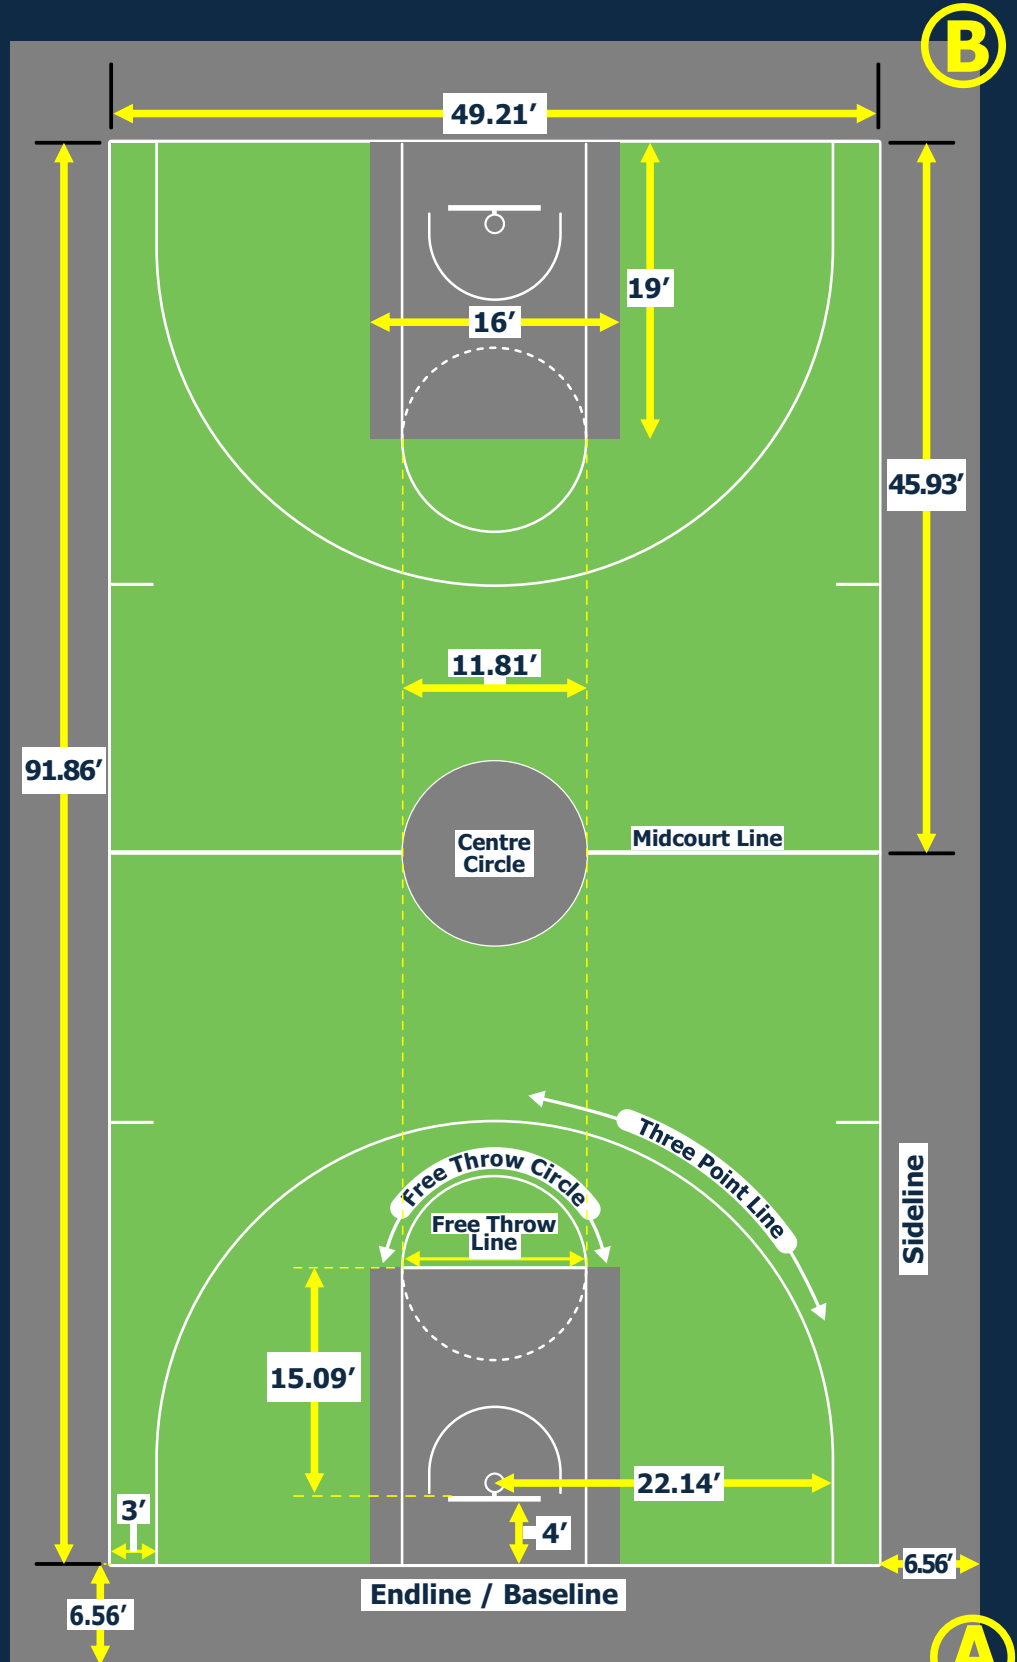 B
49.21’
19’
16’
45.93’
11.81’
91.86’
Centre
Circle
Midcourt Line
Three Point Line
Free Throw Circle
Sideline
Free Throw
Line
15.09’
22.14’
3’
4’
6.56’
Endline / Baseline
6.56’
A